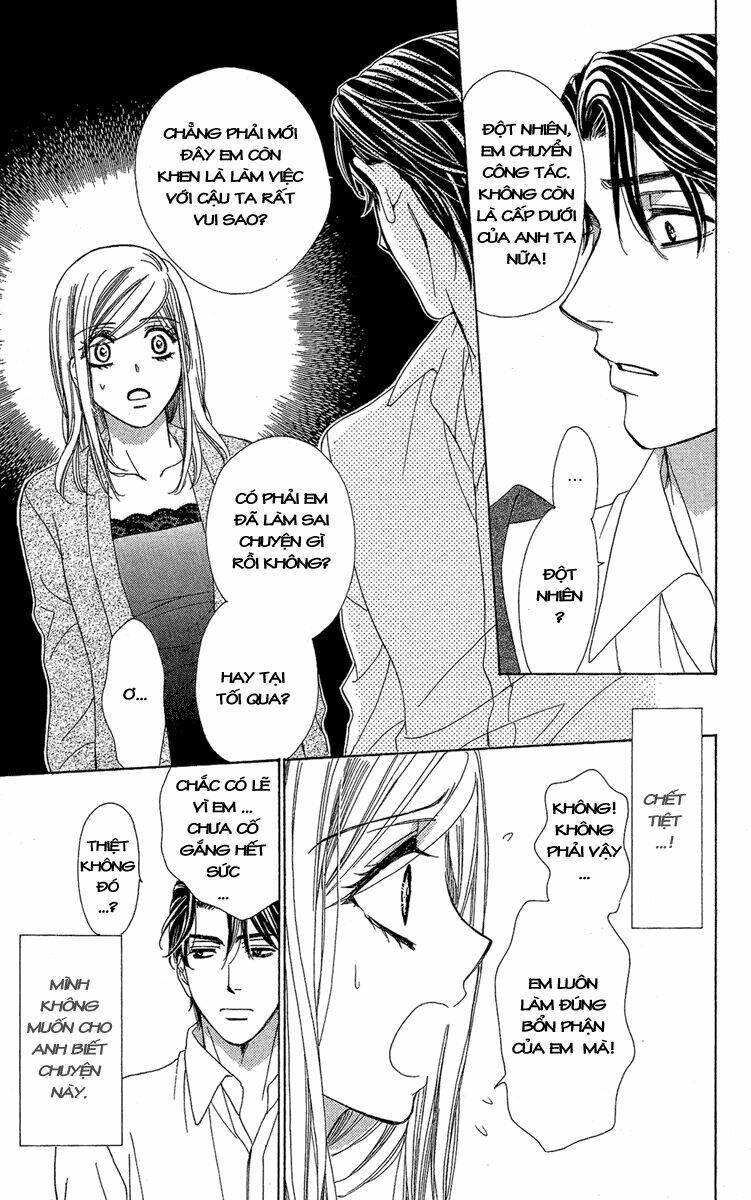 ĐỘT NHIÊN,
EM CHUYỂN
CÔNG TÁC.
KHÔNG CÒN
LÀ CẤP DƯỚI
CỦA ANH TA
NỮA!
...
ĐỘT
NHIÊN
?
CHẲNG PHẢI MỚI
ĐÂY EM CÒN
KHEN LÀ LÀM VIỆC
VỚI CẬU TA RẤT
VUI SAO?
CÓ PHẢI EM
ĐÃ LÀM SAI
CHUYỆN GÌ
RỒI KHÔNG?
HAY TẠI
TỐI QUA?
Ơ...
CHẾT
TIỆT
...!
KHÔNG!
KHÔNG
PHẢI VẬY
...
EM LUÔN
LÀM ĐÚNG
BỔN PHẬN
CỦA EM MÀ!
CHẮC CÓ LẼ
VÌ EM ...
CHƯA CỐ
GẮNG HẾT
SỨC
...
THIỆT
KHÔNG
ĐÓ
...?
MÌNH
KHÔNG
MUỐN CHO
ANH BIẾT
CHUYỆN
NÀY.